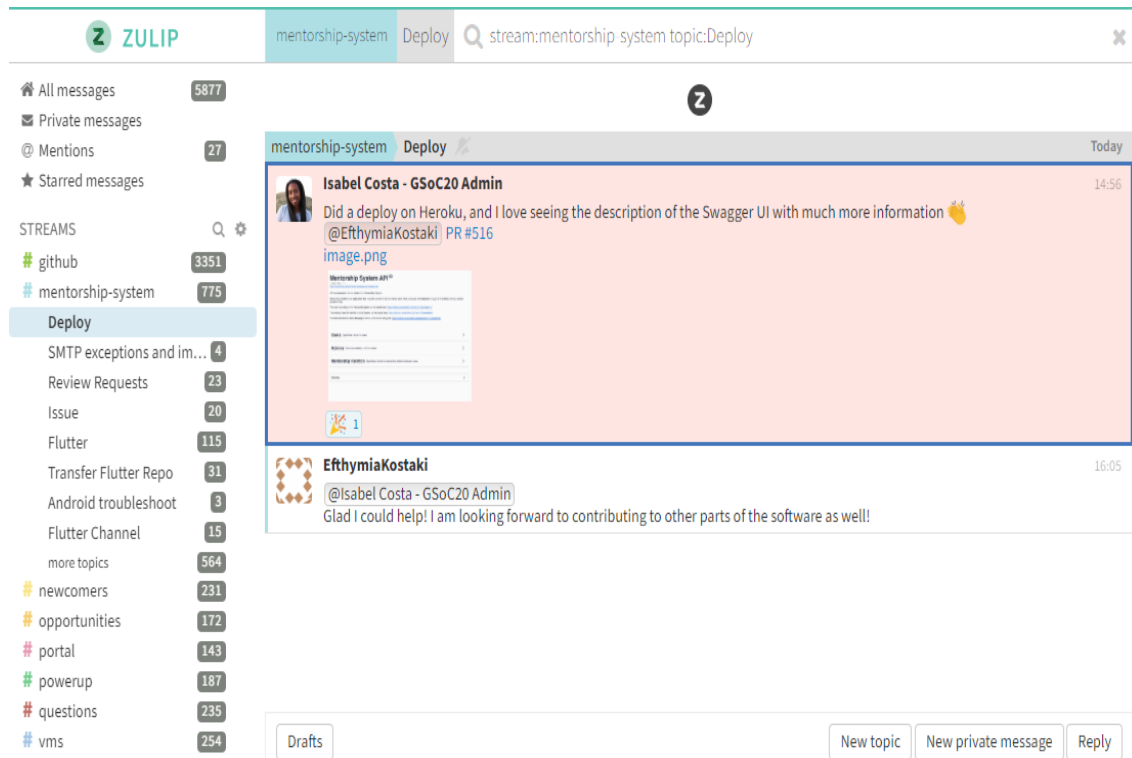 ZULIP
mentorship-system Deploy stream:mentorship-system topic:Deploy
All messages 5877
Private messages
Mentions 27
Starred messages
STREAMS
# github 3351
# mentorship-system 775
Deploy
SMTP exceptions and im... 4
Review Requests 23
Issue 20
Flutter 115
Transfer Flutter Repo 31
Android troubleshoot 3
Flutter Channel 15
more topics 564
# newcomers 231
# opportunities 172
# portal 143
# powerup 187
# questions 235
# vms 254
mentorship-system Deploy Today
Isabel Costa - GSoC20 Admin 14:56
Did a deploy on Heroku, and I love seeing the description of the Swagger UI with much more information 👏
@EfthymiaKostaki PR #516
image.png
Mentorship System API
🎉 1
EfthymiaKostaki 16:05
@Isabel Costa - GSoC20 Admin
Glad I could help! I am looking forward to contributing to other parts of the software as well!
Drafts New topic New private message Reply